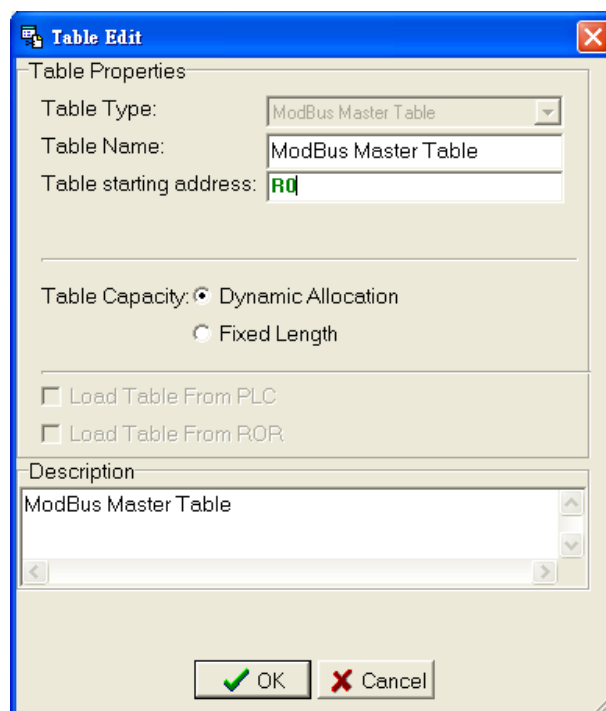 Table Edit
Table Properties
Table Type: ModBus Master Table
Table Name: ModBus Master Table
Table starting address: R0
Table Capacity: Dynamic Allocation
Fixed Length
Load Table From PLC
Load Table From ROR
Description
ModBus Master Table
OK Cancel